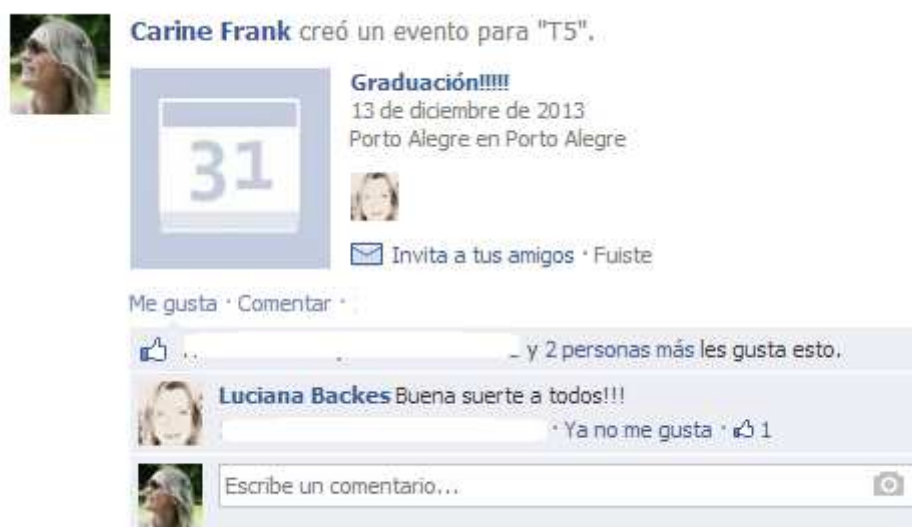 Carine Frank creó un evento para "T5".
31
Graduación!!!!!
13 de diciembre de 2013
Porto Alegre en Porto Alegre
Invita a tus amigos · Fuiste
Me gusta · Comentar ·
y 2 personas más les gusta esto.
Luciana Backes Buena suerte a todos!!!
· Ya no me gusta · 1
Escribe un comentario...